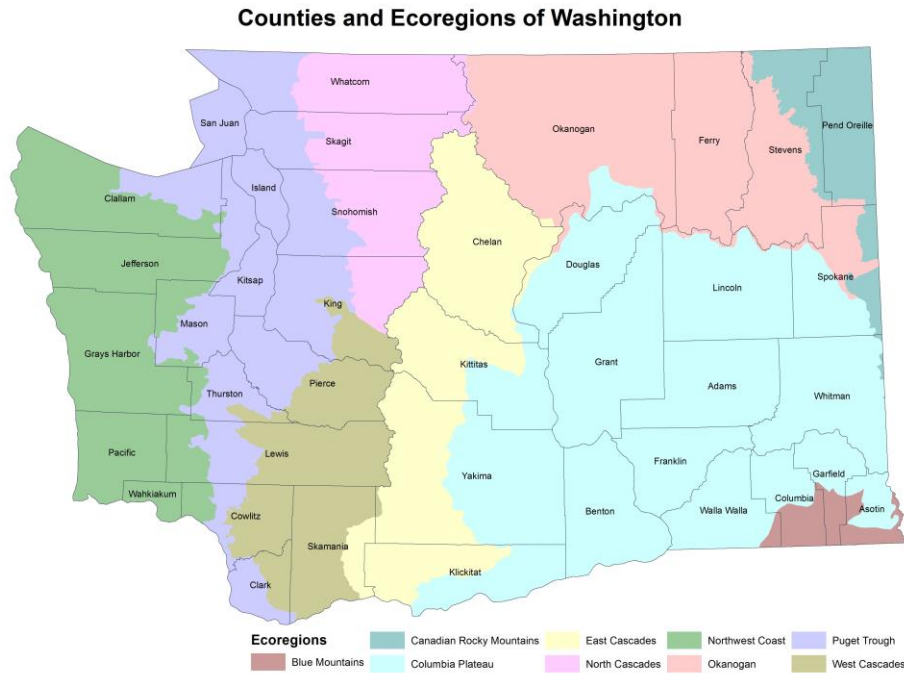 Counties and Ecoregions of Washington
Whatcom
San Juan
Skagit
Okanogan
Ferry
Stevens
Pend Oreille
Island
Clallam
Snohomish
Chelan
Jefferson
Kitsap
Douglas
Lincoln
Spokane
King
Mason
Grays Harbor
Kittitas
Grant
Adams
Pierce
Thurston
Whitman
Pacific
Lewis
Yakima
Franklin
Garfield
Wahkiakum
Columbia
Cowlitz
Benton
Walla Walla
Asotin
Skamania
Klickitat
Clark
Ecoregions
Blue Mountains
Canadian Rocky Mountains
Columbia Plateau
East Cascades
North Cascades
Northwest Coast
Okanogan
Puget Trough
West Cascades